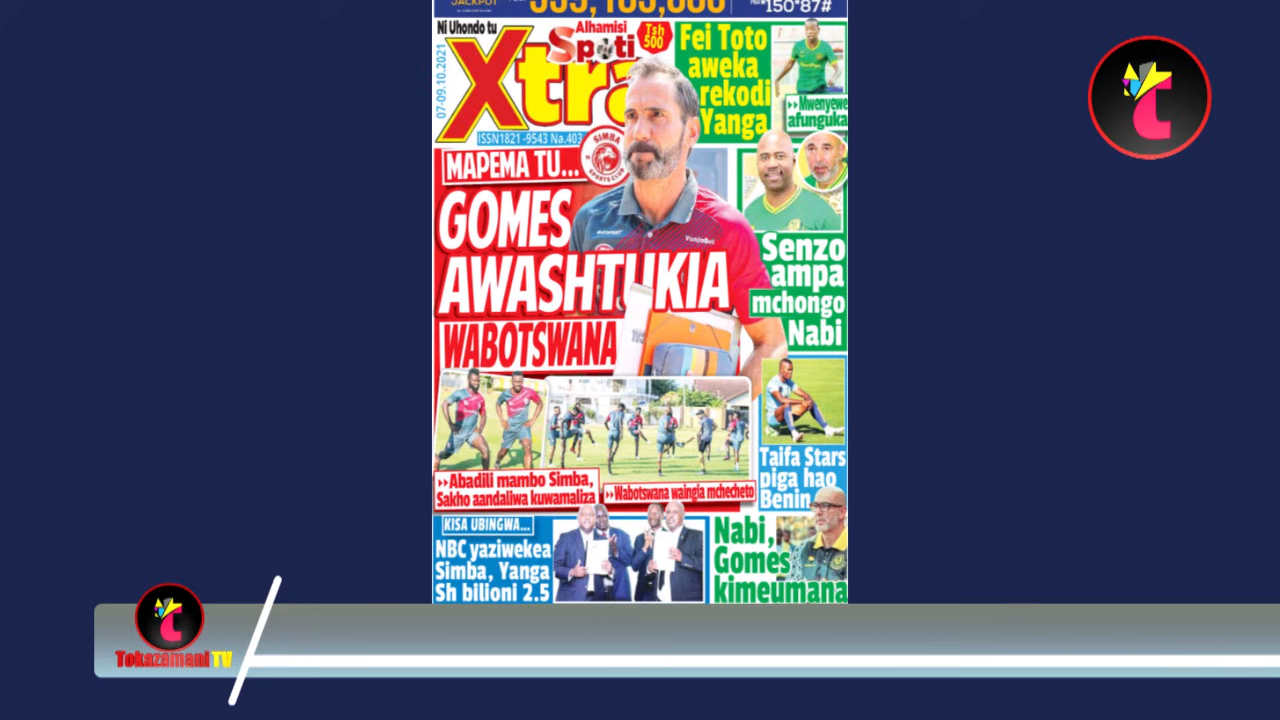 JACKPOT
*150*87#
Ni Uhondo tu
Xtra
Alhamisi
Spoti
Tsh
500
07-09.10.2021
ISSN1821 -9543 Na.403
Fei Toto
aweka
rekodi
Yanga
Mwenyewe
afunguka
SIMBA
SPORTS CLUB
MAPEMA TU...
GOMES
AWASHTUKIA
WABOTSWANA
VunjaBei
Senzo
ampa
mchongo
Nabi
Abadili mambo Simba,
Sakho aandaliwa kuwamaliza
Wabotswana waingia mchecheto
Taifa Stars
piga hao
Benin
KISA UBINGWA...
NBC yaziwekea
Simba, Yanga
Sh bilioni 2.5
Nabi,
Gomes
kimeumana
Tokazamani TV